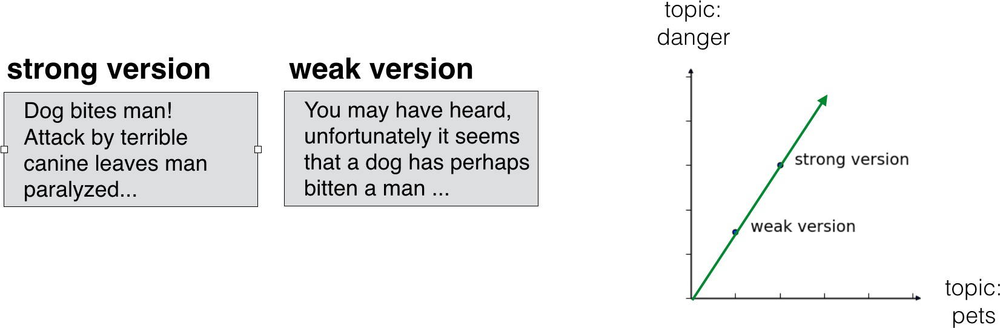 strong version
Dog bites man!
Attack by terrible
canine leaves man
paralyzed...
weak version
You may have heard,
unfortunately it seems
that a dog has perhaps
bitten a man ...
topic:
danger
strong version
weak version
topic:
pets